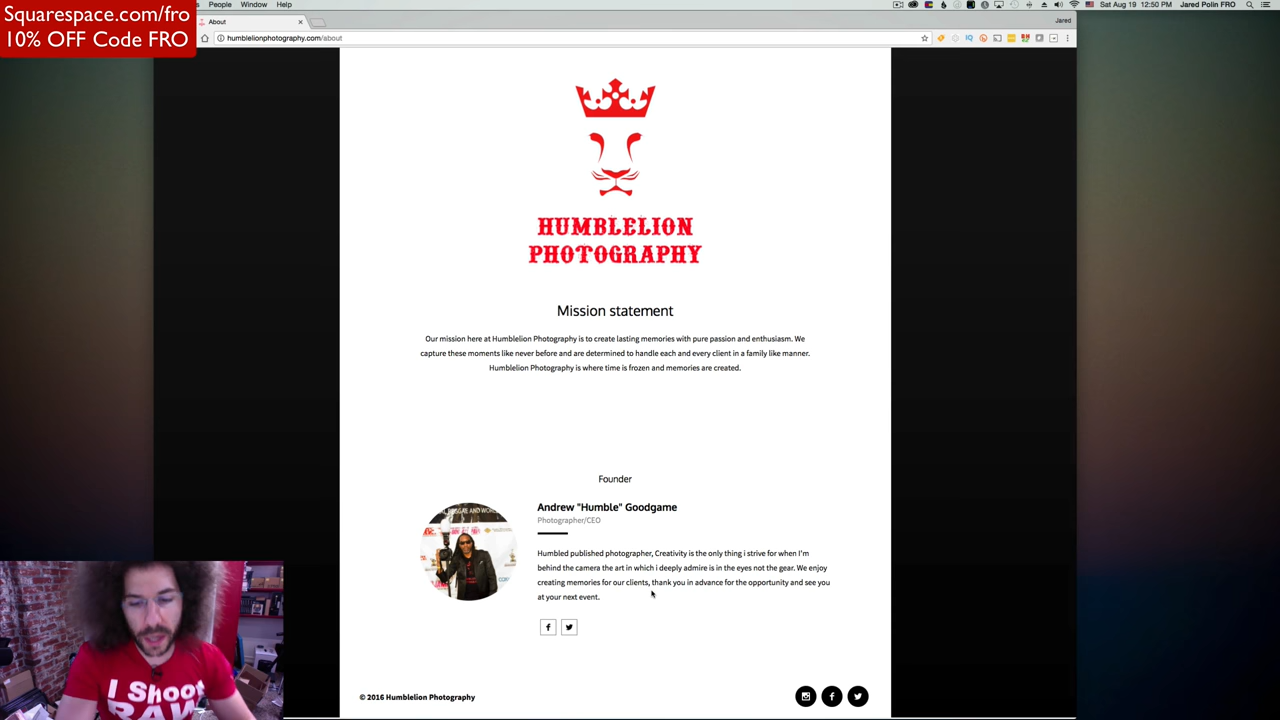 Squarespace.com/fro
10% OFF Code FRO
People Window Help
Sat Aug 19 12:50 PM Jared Polin FRO
About
Jared
humblelionphotography.com/about
HUMBLELION
PHOTOGRAPHY
Mission statement
Our mission here at Humblelion Photography is to create lasting memories with pure passion and enthusiasm. We
capture these moments like never before and are determined to handle each and every client in a family like manner.
Humblelion Photography is where time is frozen and memories are created.
Founder
Andrew "Humble" Goodgame
Photographer/CEO
Humbled published photographer, Creativity is the only thing i strive for when I'm
behind the camera the art in which i deeply admire is in the eyes not the gear. We enjoy
creating memories for our clients, thank you in advance for the opportunity and see you
at your next event.
I SHOOT
RAW
© 2016 Humblelion Photography